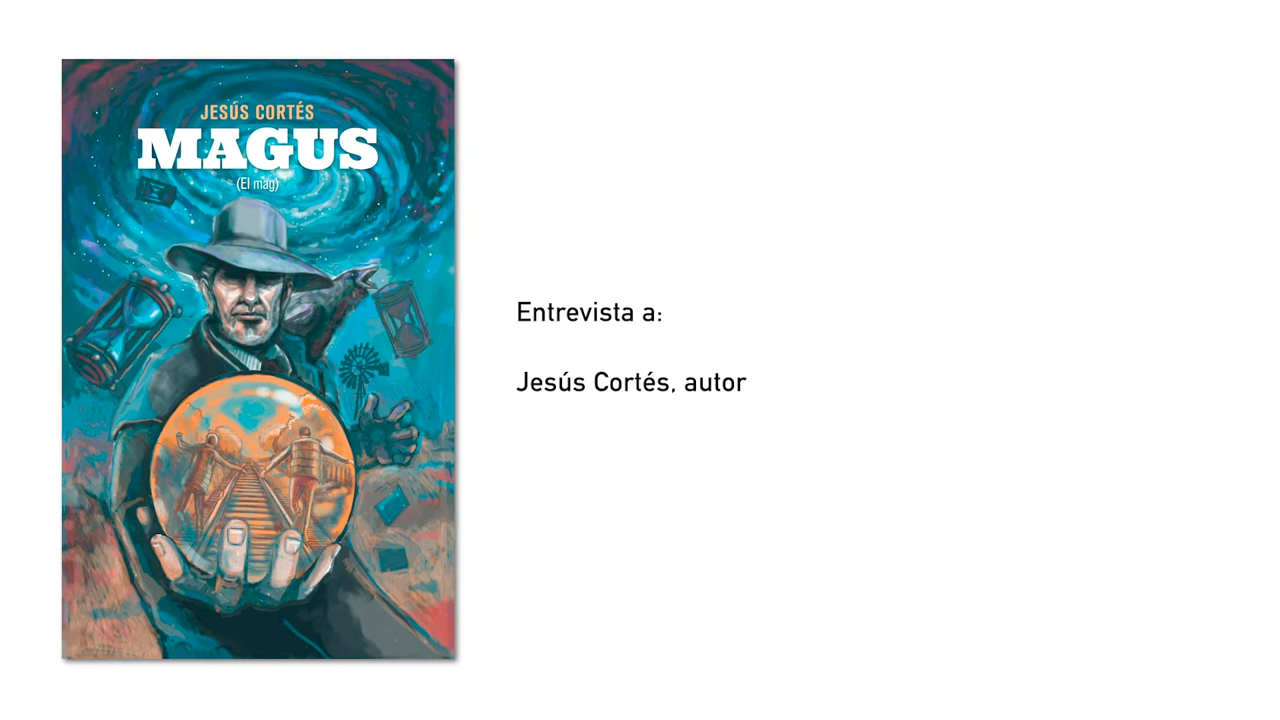 JESÚS CORTÉS
MAGUS
(El mag)
Entrevista a:
Jesús Cortés, autor